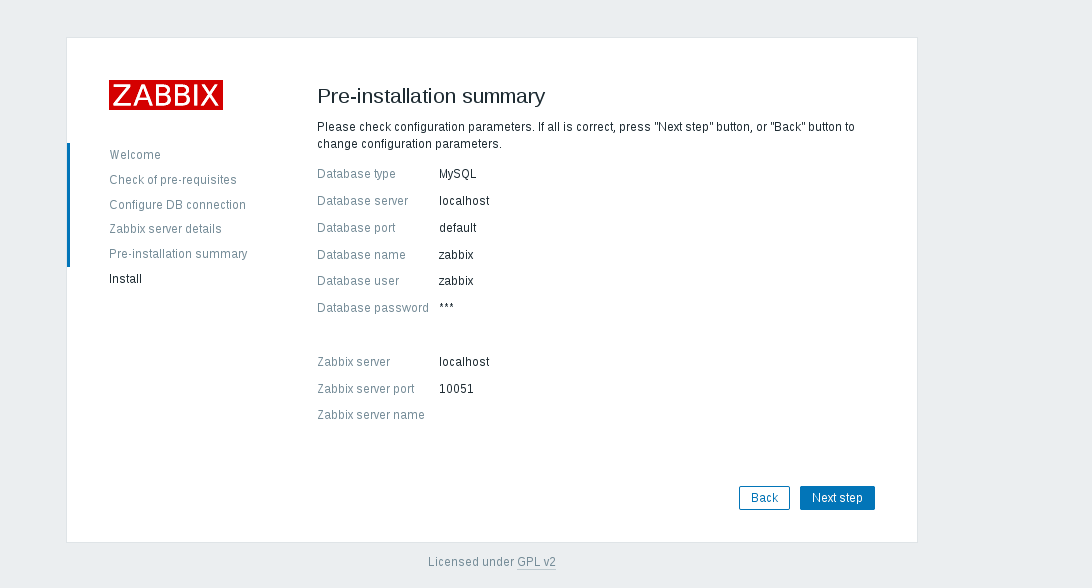 ZABBIX
Welcome
Check of pre-requisites
Configure DB connection
Zabbix server details
Pre-installation summary
Install
Pre-installation summary
Please check configuration parameters. If all is correct, press "Next step" button, or "Back" button to
change configuration parameters.
Database type MySQL
Database server localhost
Database port default
Database name zabbix
Database user zabbix
Database password ***
Zabbix server localhost
Zabbix server port 10051
Zabbix server name
Back Next step
Licensed under GPL v2